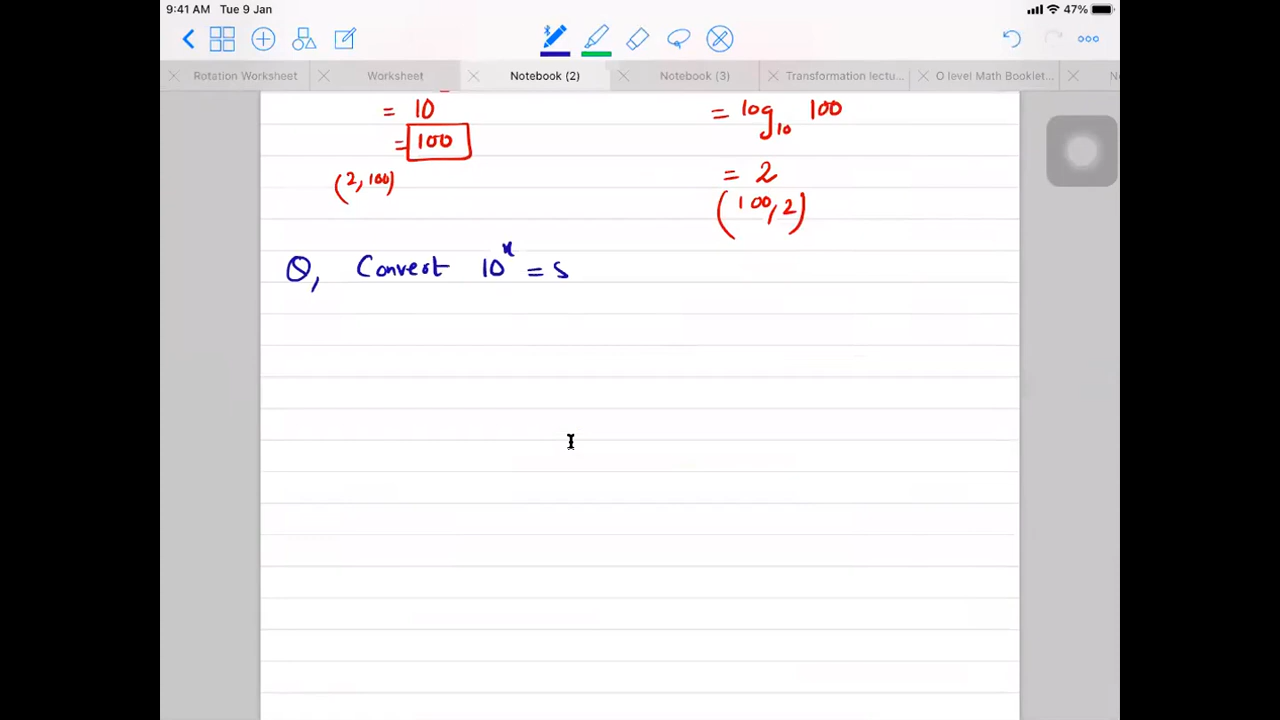 9:41 AM Tue 9 Jan 47%
Rotation Worksheet Worksheet Notebook (2) Notebook (3) Transformation lectu... O level Math Booklet...
= 10
= 100
(2, 100)
= log₁₀ 100
= 2
(100, 2)
Q, Convert 10ˣ = 5